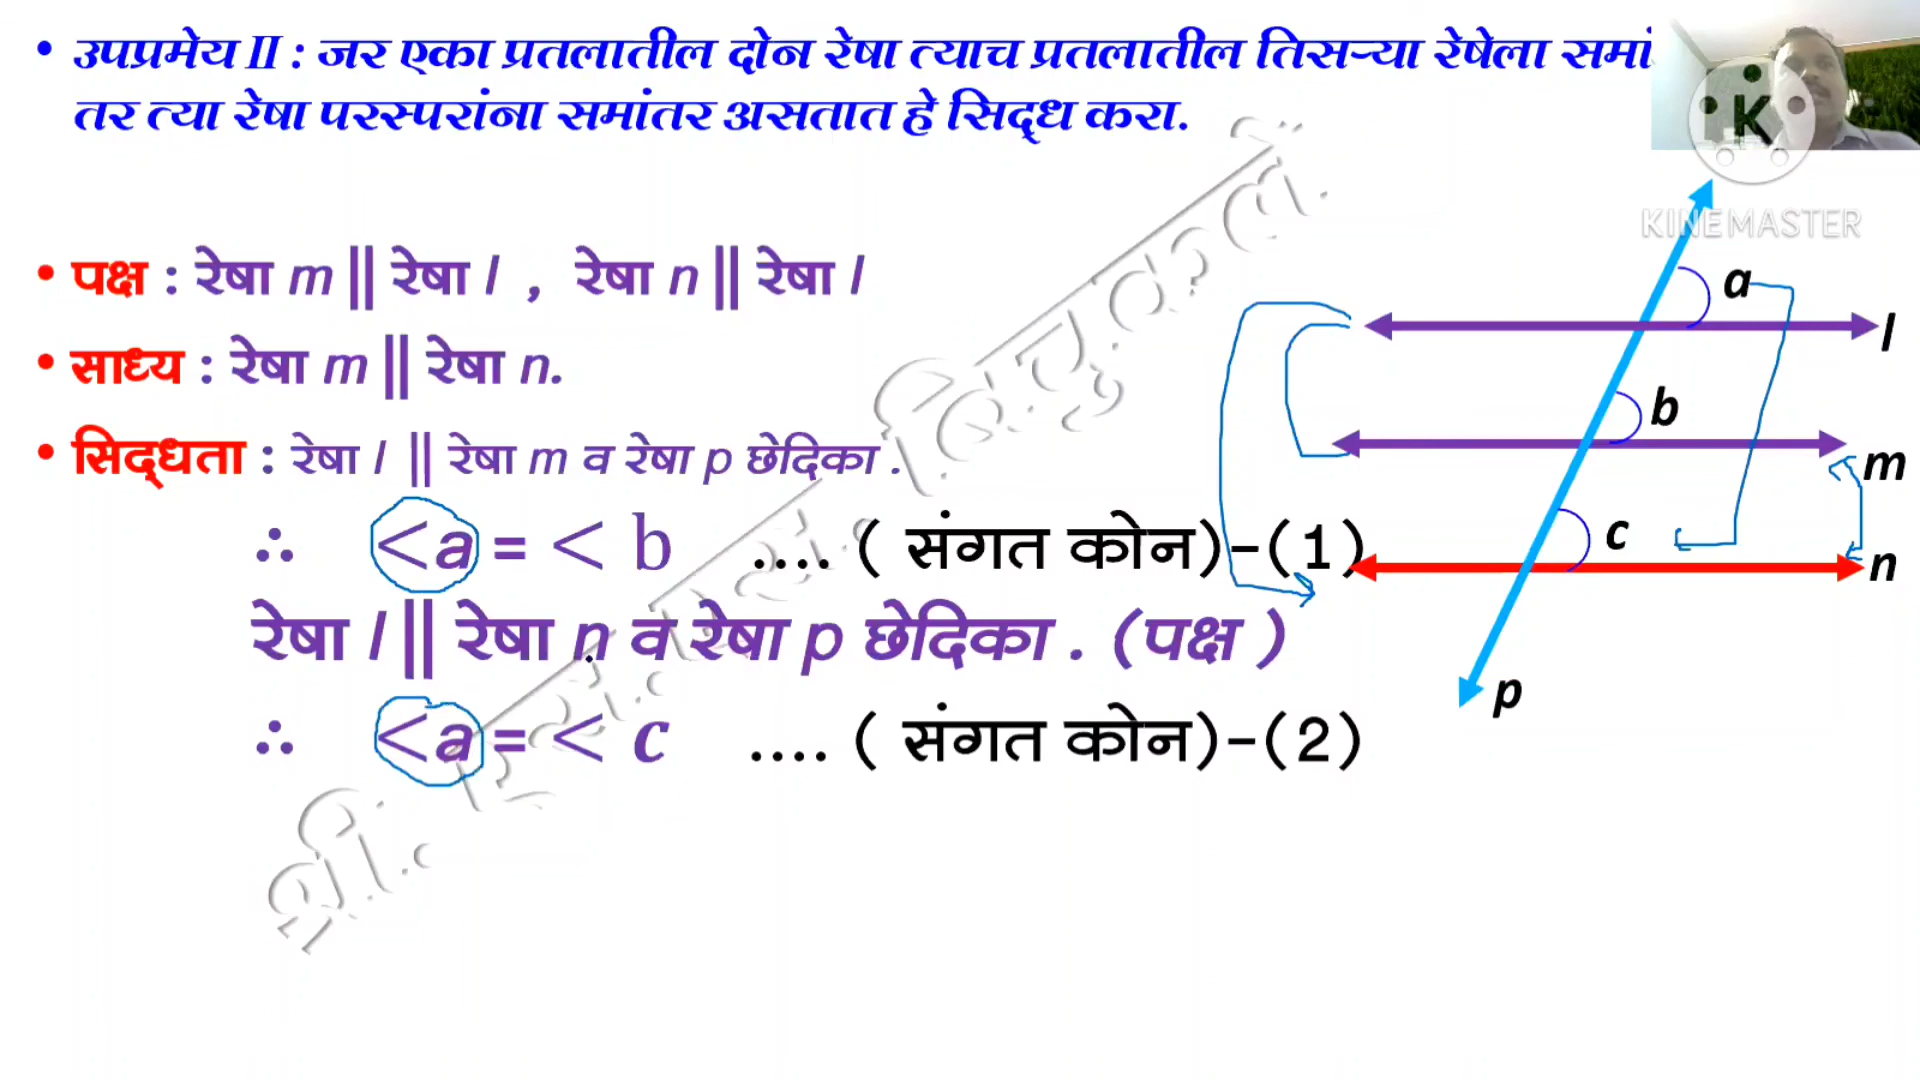 • उपप्रमेय II : जर एका प्रतलातील दोन रेषा त्याच प्रतलातील तिसऱ्या रेषेला समां
तर त्या रेषा परस्परांना समांतर असतात हे सिद्ध करा.
K
KINEMASTER
• पक्ष : रेषा m || रेषा l , रेषा n || रेषा l
• साध्य : रेषा m || रेषा n.
• सिद्धता : रेषा l || रेषा m व रेषा p छेदिका .
∴ <a = < b .... ( संगत कोन)-(1)
रेषा l || रेषा n व रेषा p छेदिका . (पक्ष )
∴ <a = < c .... ( संगत कोन)-(2)
a
l
b
m
c
n
p
श्री.